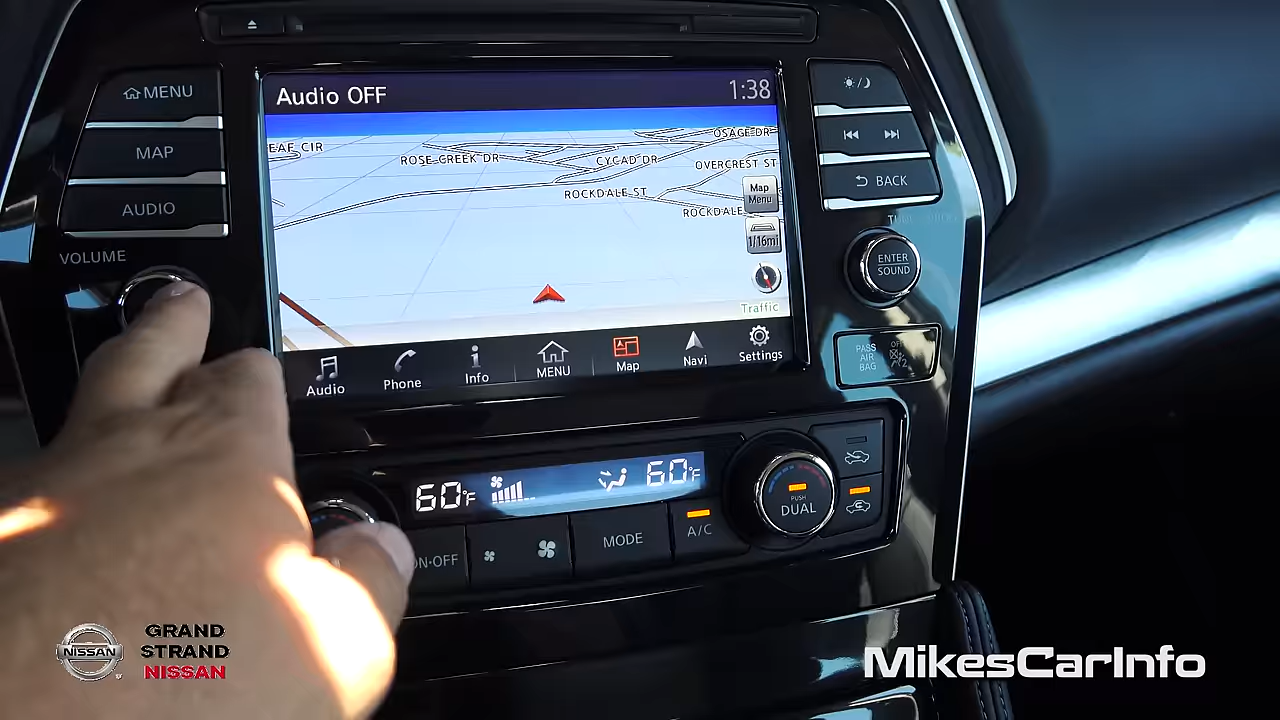 MENU
MAP
AUDIO
VOLUME
Audio OFF
1:38
EAF CIR
ROSE CREEK DR
CYCAD DR
OSAGE DR
OVERCREST ST
ROCKDALE ST
ROCKDALE
Map
Menu
1/16mi
Traffic
Audio
Phone
Info
MENU
Map
Navi
Settings
BACK
ENTER
SOUND
PASS
AIR
BAG
OFF
2
60°F
60°F
ON·OFF
MODE
A/C
PUSH
DUAL
NISSAN
GRAND
STRAND
NISSAN
MikesCarInfo